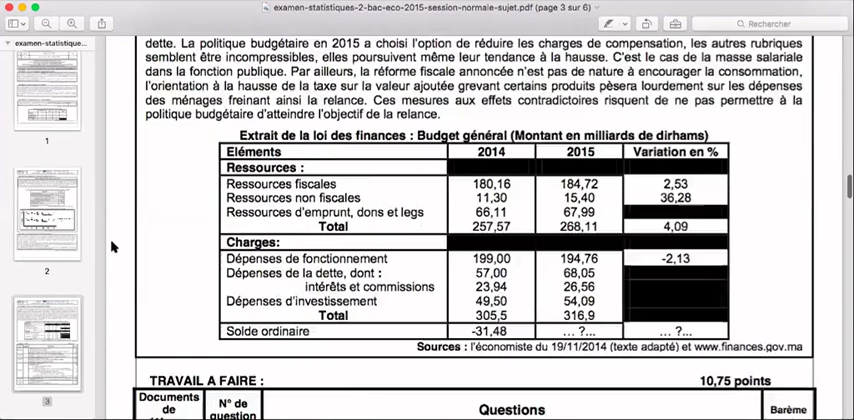 examen-statistiques-2-bac-eco-2015-session-normale-sujet.pdf (page 3 sur 6)
Rechercher
examen-statistique...
1
2
3
dette. La politique budgétaire en 2015 a choisi l'option de réduire les charges de compensation, les autres rubriques
semblent être incompressibles, elles poursuivent même leur tendance à la hausse. C'est le cas de la masse salariale
dans la fonction publique. Par ailleurs, la réforme fiscale annoncée n'est pas de nature à encourager la consommation,
l'orientation à la hausse de la taxe sur la valeur ajoutée grevant certains produits pèsera lourdement sur les dépenses
des ménages freinant ainsi la relance. Ces mesures aux effets contradictoires risquent de ne pas permettre à la
politique budgétaire d'atteindre l'objectif de la relance.
Extrait de la loi des finances : Budget général (Montant en milliards de dirhams)
Eléments 2014 2015 Variation en %
Ressources :
Ressources fiscales 180,16 184,72 2,53
Ressources non fiscales 11,30 15,40 36,28
Ressources d'emprunt, dons et legs 66,11 67,99
Total 257,57 268,11 4,09
Charges:
Dépenses de fonctionnement 199,00 194,76 -2,13
Dépenses de la dette, dont : 57,00 68,05
intérêts et commissions 23,94 26,56
Dépenses d'investissement 49,50 54,09
Total 305,5 316,9
Solde ordinaire -31,48 ... ?... ... ?...
Sources : l'économiste du 19/11/2014 (texte adapté) et www.finances.gov.ma
TRAVAIL A FAIRE : 10,75 points
Documents
de
N° de
question
Questions
Barème